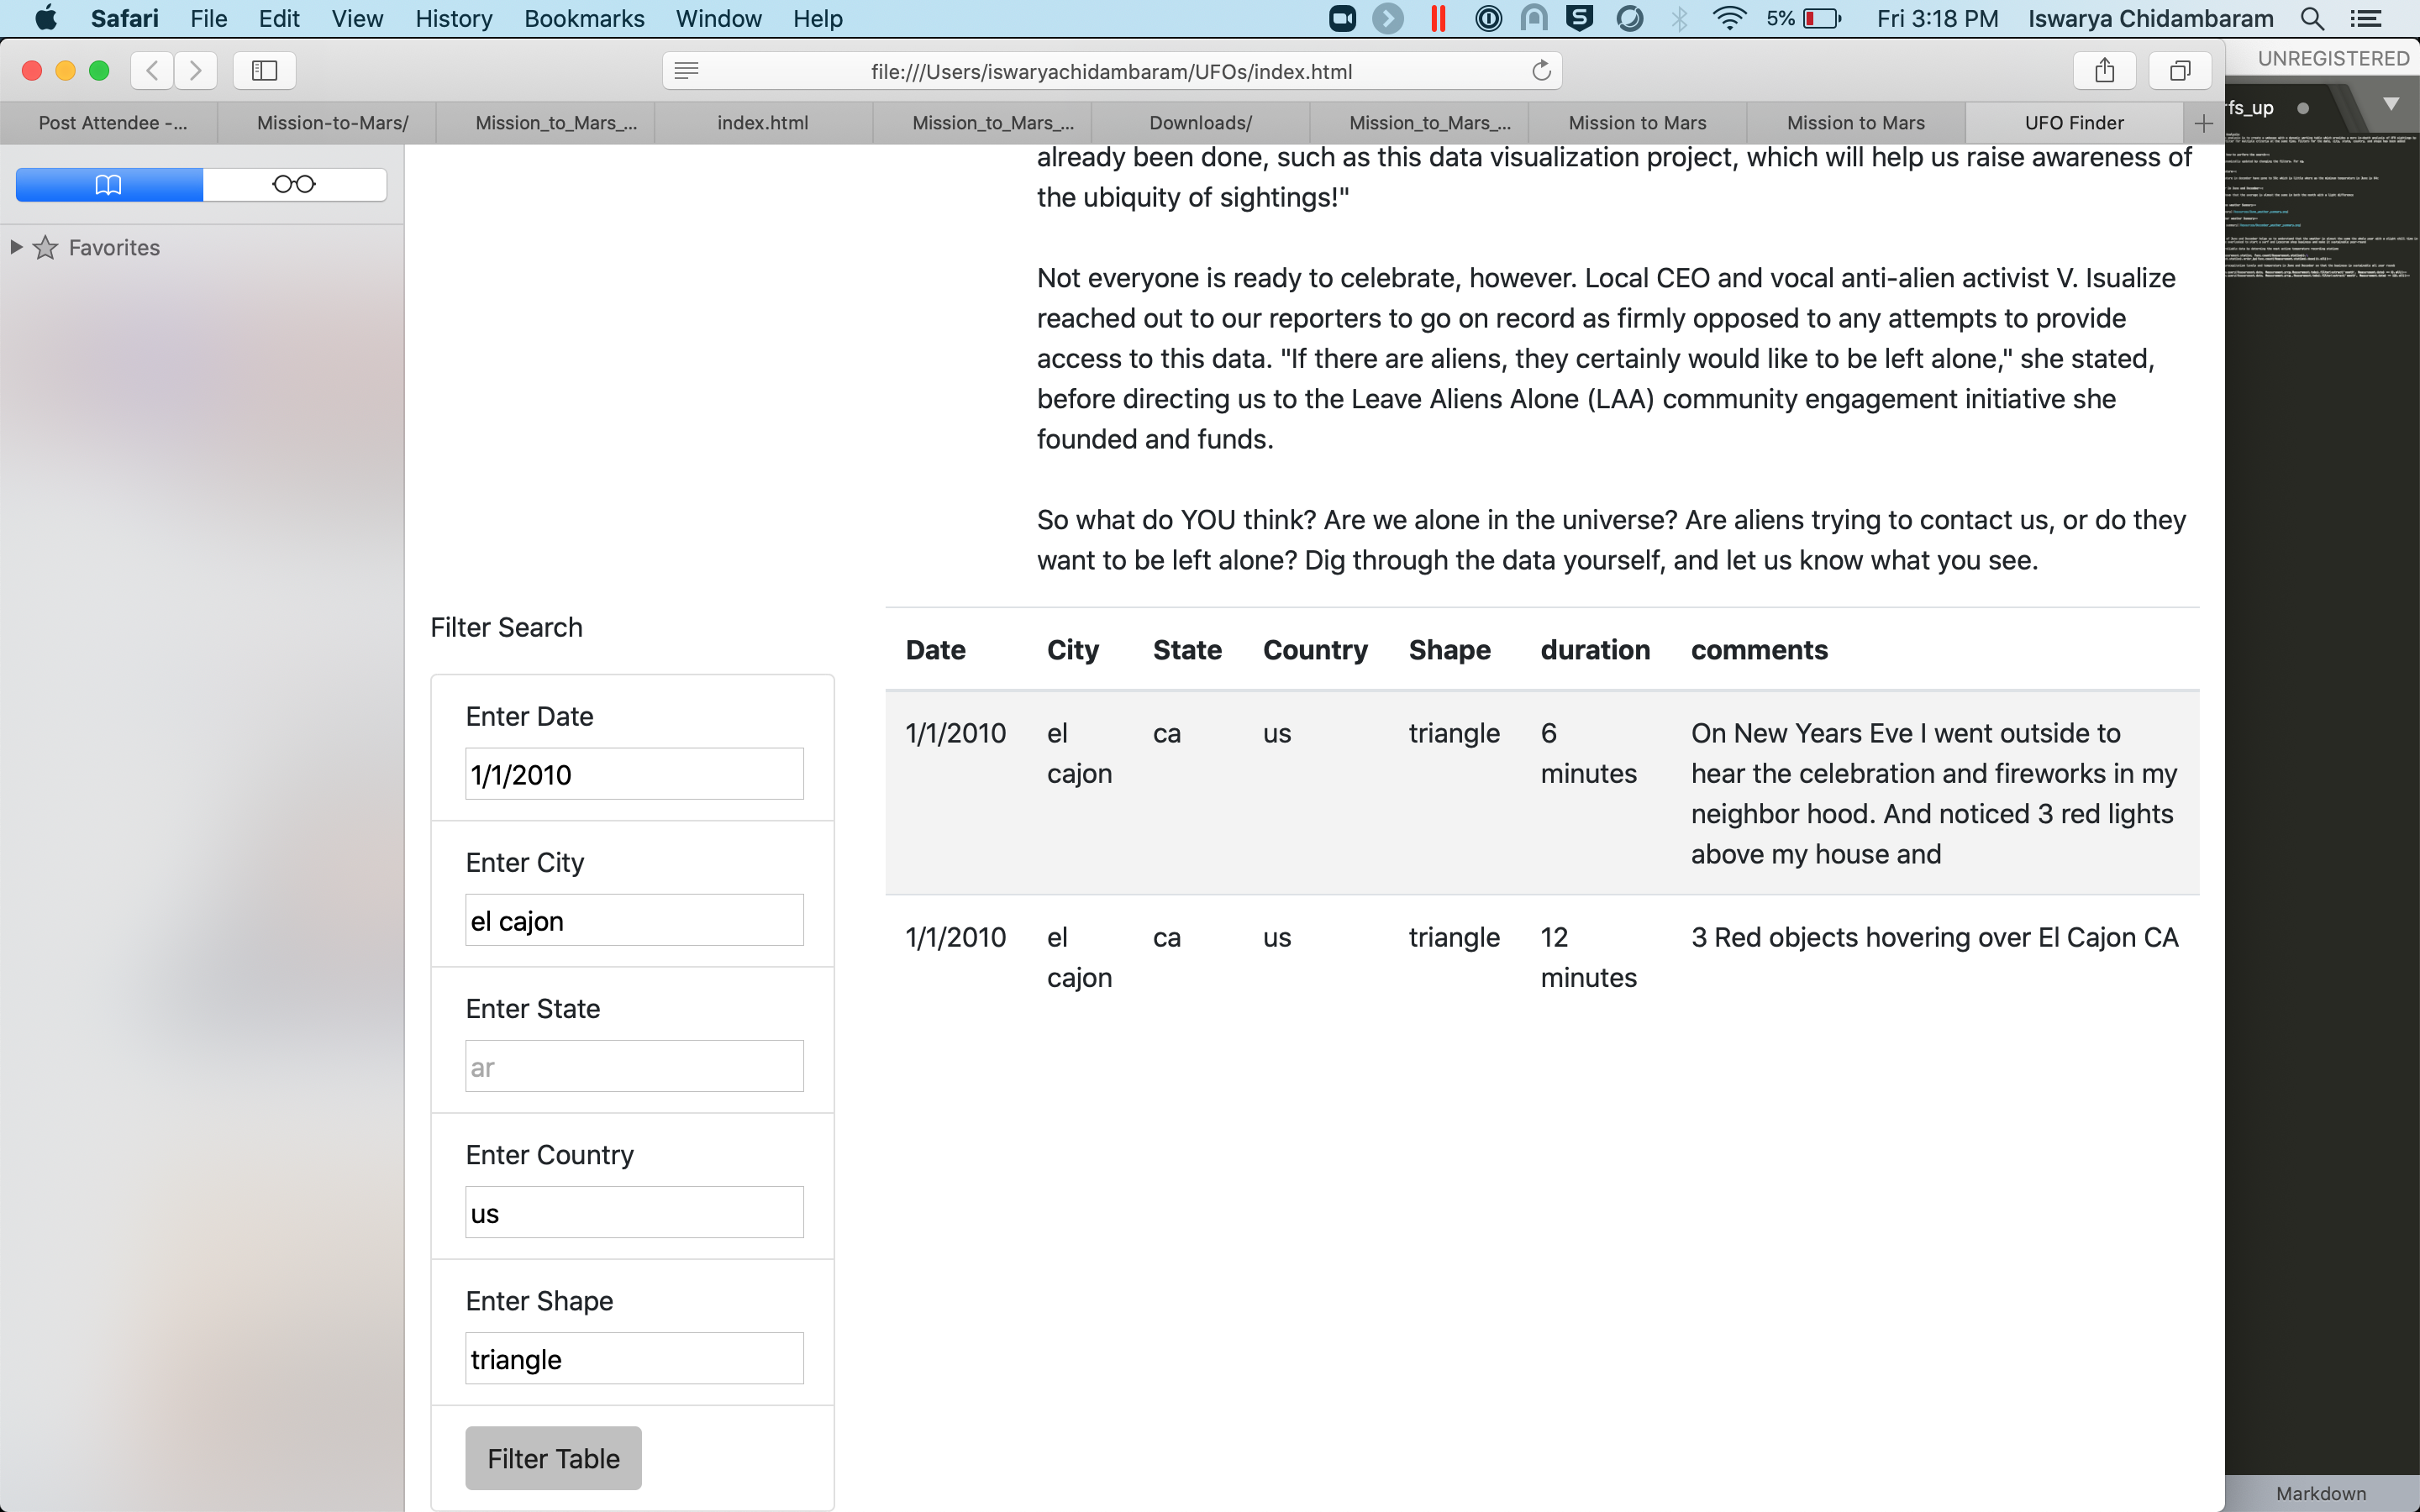 Safari File Edit View History Bookmarks Window Help 5% Fri 3:18 PM Iswarya Chidambaram
file:///Users/iswaryachidambaram/UFOs/index.html
UNREGISTERED
Post Attendee -... Mission-to-Mars/ Mission_to_Mars_... index.html Mission_to_Mars_... Downloads/ Mission_to_Mars_... Mission to Mars Mission to Mars UFO Finder
rfs_up
Favorites
already been done, such as this data visualization project, which will help us raise awareness of
the ubiquity of sightings!"
Not everyone is ready to celebrate, however. Local CEO and vocal anti-alien activist V. Isualize
reached out to our reporters to go on record as firmly opposed to any attempts to provide
access to this data. "If there are aliens, they certainly would like to be left alone," she stated,
before directing us to the Leave Aliens Alone (LAA) community engagement initiative she
founded and funds.
So what do YOU think? Are we alone in the universe? Are aliens trying to contact us, or do they
want to be left alone? Dig through the data yourself, and let us know what you see.
Filter Search
Enter Date
1/1/2010
Enter City
el cajon
Enter State
ar
Enter Country
us
Enter Shape
triangle
Filter Table
Date City State Country Shape duration comments
1/1/2010 el ca us triangle 6 On New Years Eve I went outside to
cajon minutes hear the celebration and fireworks in my
neighbor hood. And noticed 3 red lights
above my house and
1/1/2010 el ca us triangle 12 3 Red objects hovering over El Cajon CA
cajon minutes
Markdown